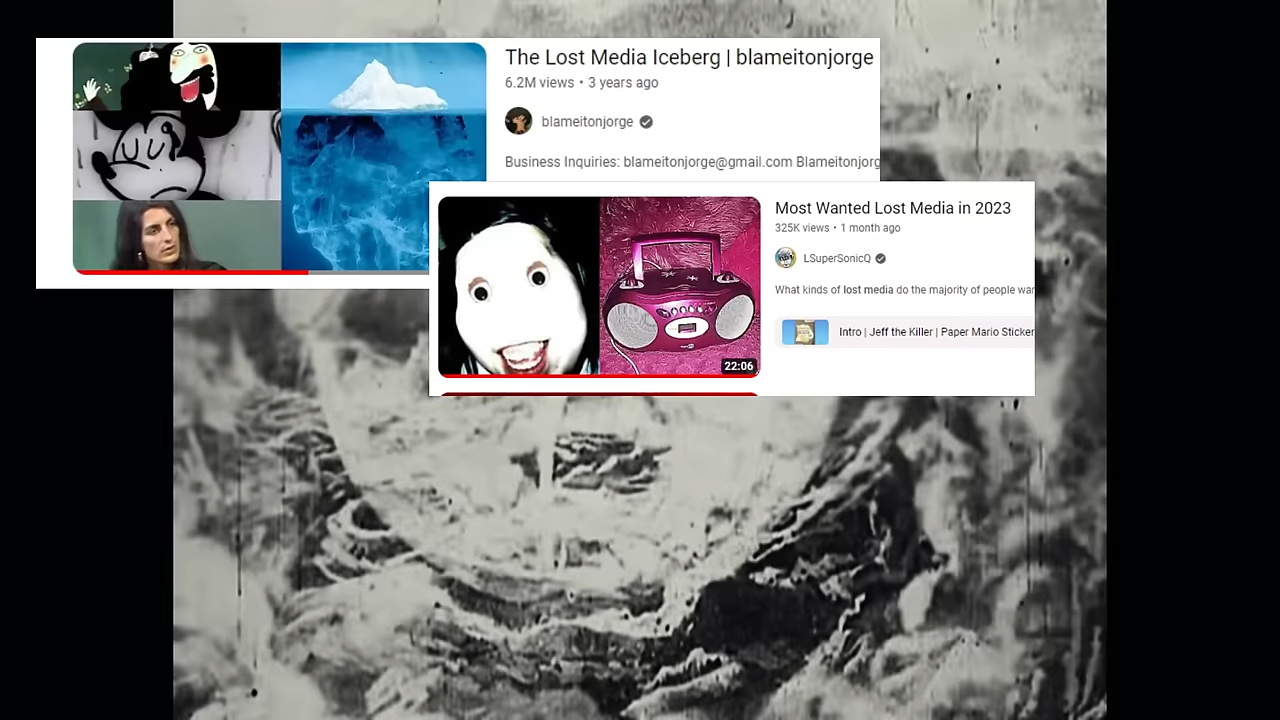 The Lost Media Iceberg | blameitonjorge
6.2M views • 3 years ago
blameitonjorge
Business Inquiries: blameitonjorge@gmail.com Blameitonjorg
Most Wanted Lost Media in 2023
325K views • 1 month ago
LSuperSonicQ
What kinds of lost media do the majority of people war
22:06
Intro | Jeff the Killer | Paper Mario Sticker